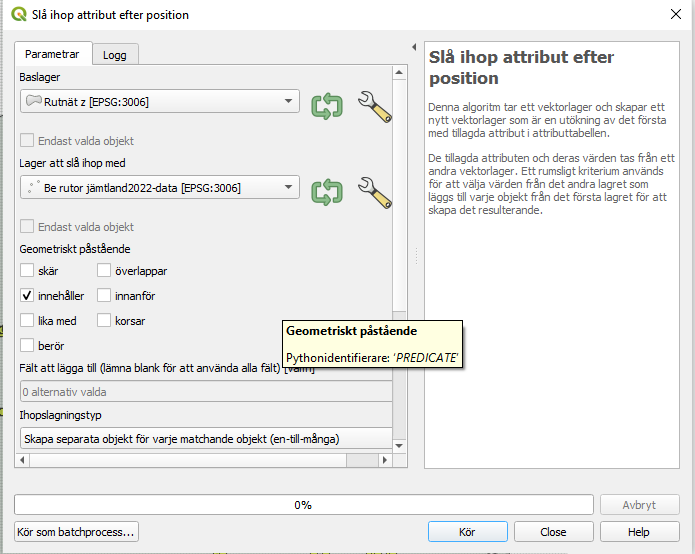 Slå ihop attribut efter position
Parametrar
Logg
Baslager
Rutnät z [EPSG:3006]
Endast valda objekt
Lager att slå ihop med
Be rutor jämtland2022-data [EPSG:3006]
Endast valda objekt
Geometriskt påstående
skär
överlappar
innehåller
innanför
lika med
korsar
berör
Fält att lägga till (lämna blank för att använda alla fält) [valfri]
0 alternativ valda
Ihopslagningstyp
Skapa separata objekt för varje matchande objekt (en-till-många)
Geometriskt påstående
Pythonidentifierare: 'PREDICATE'
Slå ihop attribut efter
position
Denna algoritm tar ett vektorlager och skapar ett
nytt vektorlager som är en utökning av det första
med tillagda attribut i attributtabellen.
De tillagda attributen och deras värden tas från ett
andra vektorlager. Ett rumsligt kriterium används
för att välja värden från det andra lagret som
läggs till varje objekt från det första lagret för att
skapa det resulterande.
0%
Avbryt
Kör som batchprocess...
Kör
Close
Help